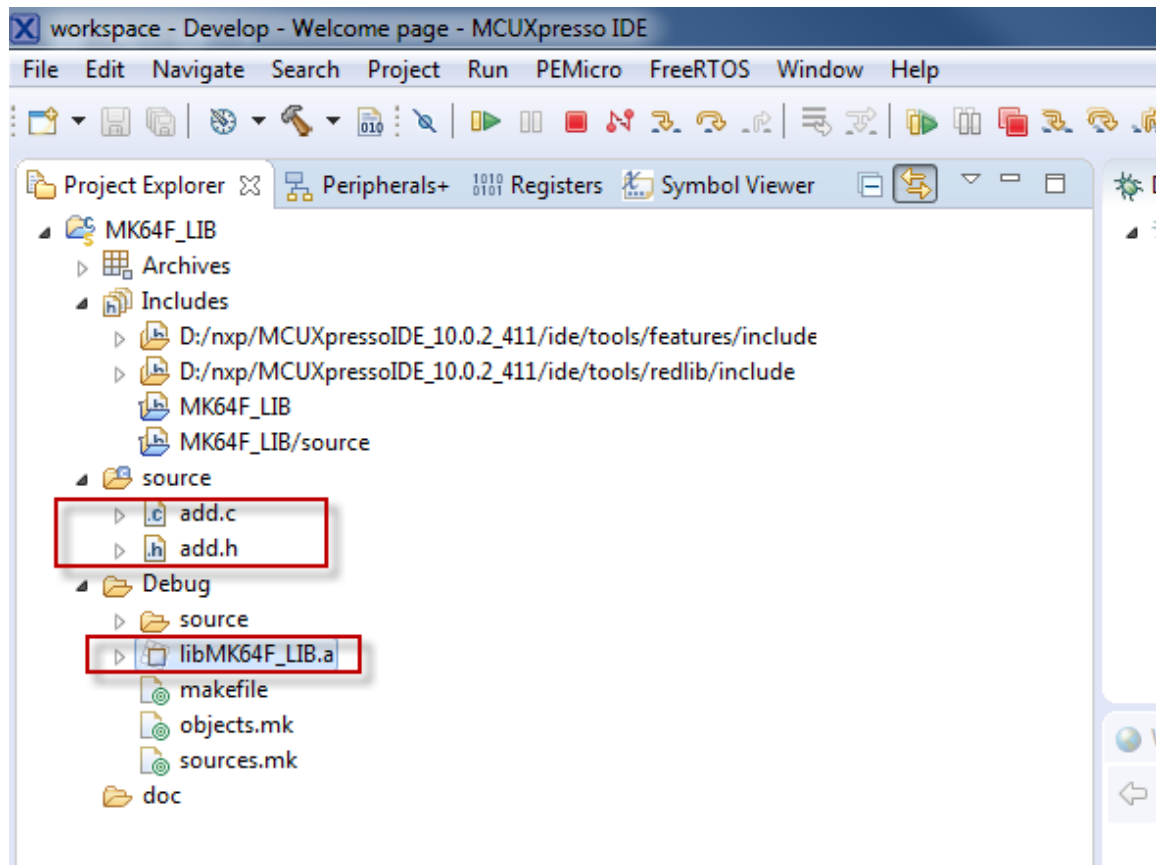 workspace - Develop - Welcome page - MCUXpresso IDE
File Edit Navigate Search Project Run PEMicro FreeRTOS Window Help
Project Explorer Peripherals+ Registers Symbol Viewer
MK64F_LIB
Archives
Includes
D:/nxp/MCUXpressoIDE_10.0.2_411/ide/tools/features/include
D:/nxp/MCUXpressoIDE_10.0.2_411/ide/tools/redlib/include
MK64F_LIB
MK64F_LIB/source
source
add.c
add.h
Debug
source
libMK64F_LIB.a
makefile
objects.mk
sources.mk
doc